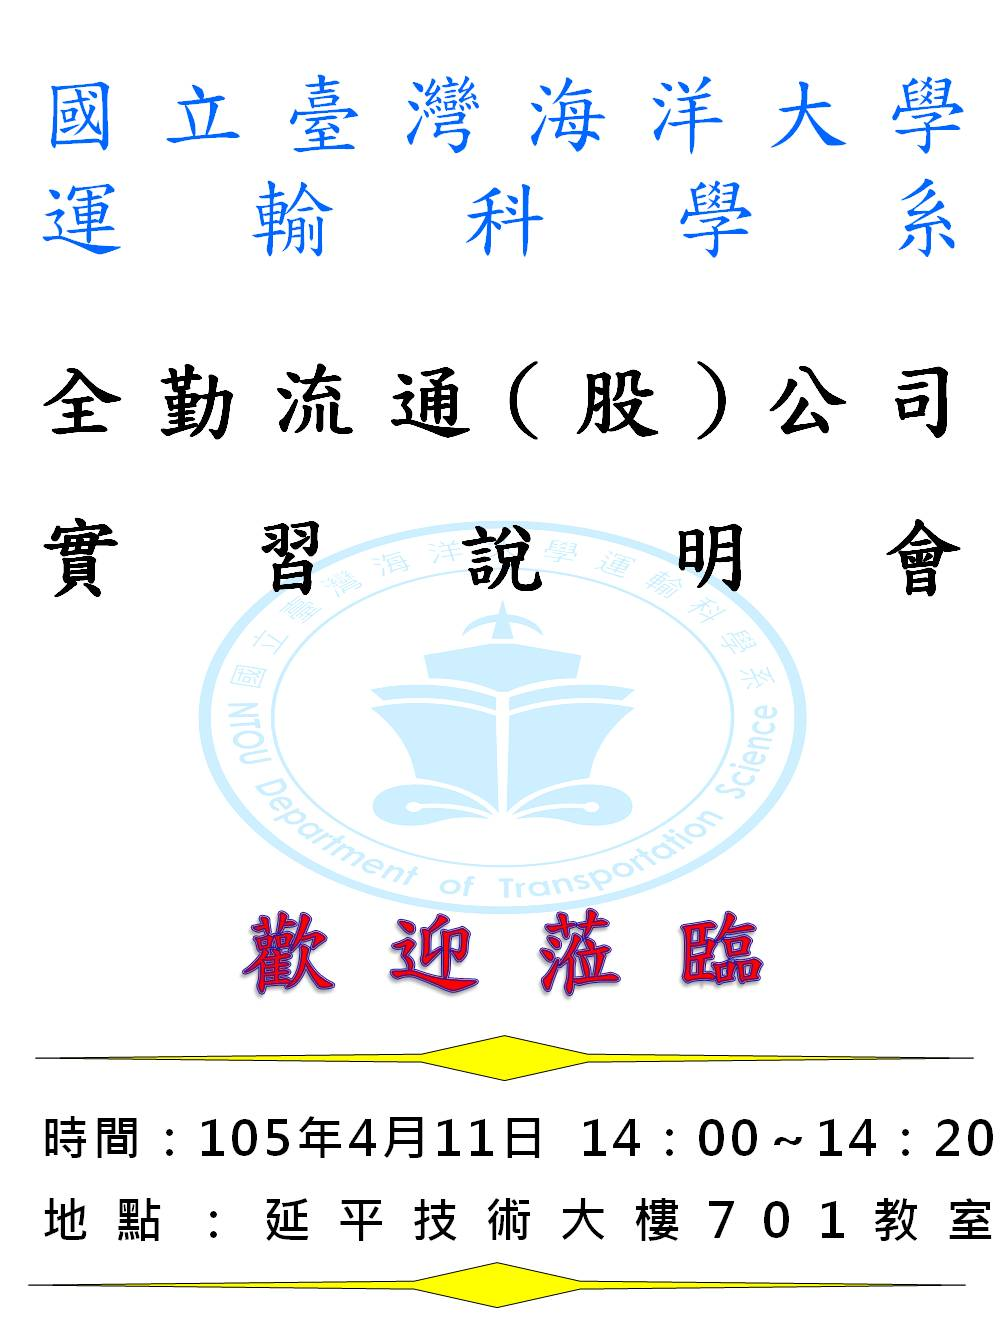 國立臺灣海洋大學
運輸科學系
全勤流通（股）公司
實習說明會
國立臺灣海洋學運輸科學系
NTOU Department of Transportation Science
歡迎蒞臨
時間：105年4月11日 14：00~14：20
地點：延平技術大樓701教室